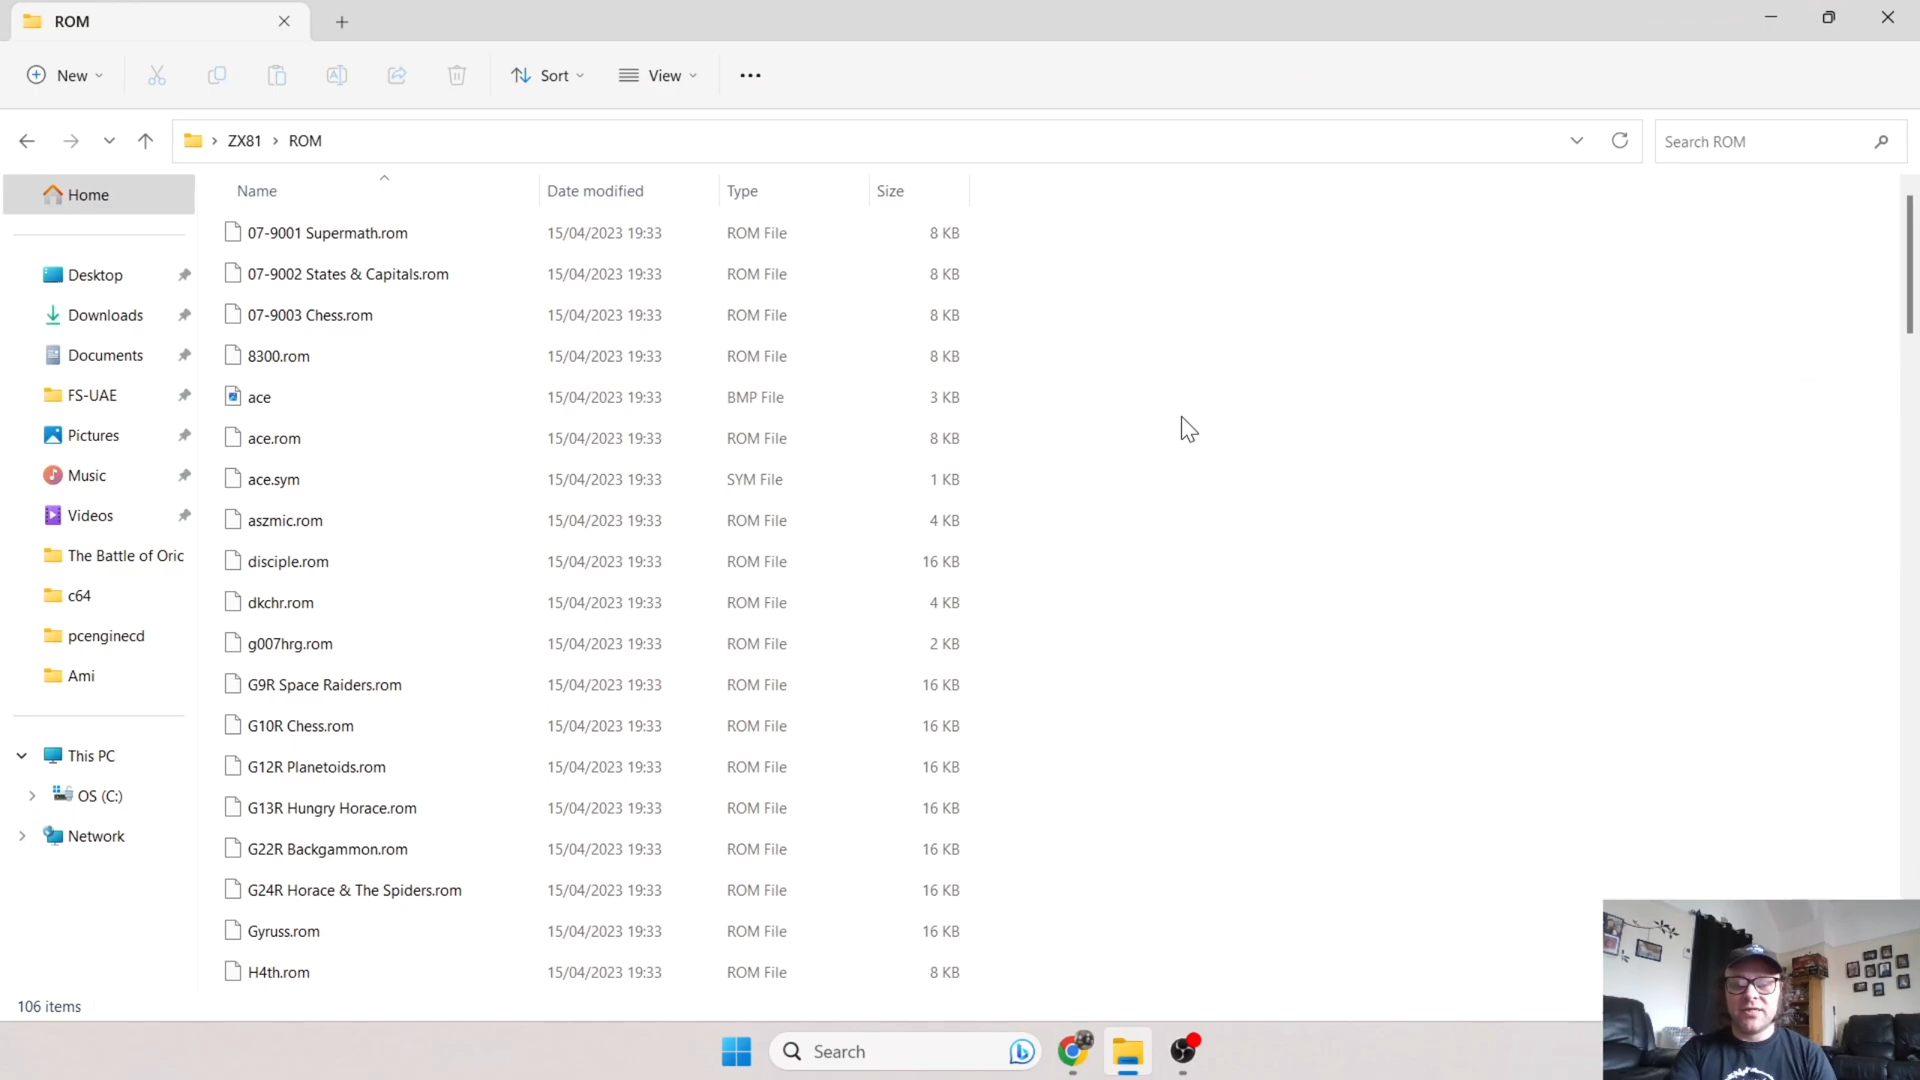 ROM
New
Sort
View
ZX81
ROM
Search ROM
Home
Desktop
Downloads
Documents
FS-UAE
Pictures
Music
Videos
The Battle of Oric
c64
pcenginecd
Ami
This PC
OS (C:)
Network
Name Date modified Type Size
07-9001 Supermath.rom 15/04/2023 19:33 ROM File 8 KB
07-9002 States & Capitals.rom 15/04/2023 19:33 ROM File 8 KB
07-9003 Chess.rom 15/04/2023 19:33 ROM File 8 KB
8300.rom 15/04/2023 19:33 ROM File 8 KB
ace 15/04/2023 19:33 BMP File 3 KB
ace.rom 15/04/2023 19:33 ROM File 8 KB
ace.sym 15/04/2023 19:33 SYM File 1 KB
aszmic.rom 15/04/2023 19:33 ROM File 4 KB
disciple.rom 15/04/2023 19:33 ROM File 16 KB
dkchr.rom 15/04/2023 19:33 ROM File 4 KB
g007hrg.rom 15/04/2023 19:33 ROM File 2 KB
G9R Space Raiders.rom 15/04/2023 19:33 ROM File 16 KB
G10R Chess.rom 15/04/2023 19:33 ROM File 16 KB
G12R Planetoids.rom 15/04/2023 19:33 ROM File 16 KB
G13R Hungry Horace.rom 15/04/2023 19:33 ROM File 16 KB
G22R Backgammon.rom 15/04/2023 19:33 ROM File 16 KB
G24R Horace & The Spiders.rom 15/04/2023 19:33 ROM File 16 KB
Gyruss.rom 15/04/2023 19:33 ROM File 16 KB
H4th.rom 15/04/2023 19:33 ROM File 8 KB
106 items
Search